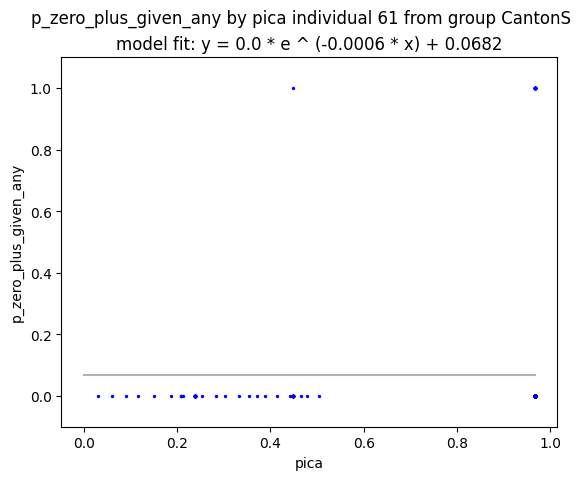 p_zero_plus_given_any by pica individual 61 from group CantonS
model fit: y = 0.0 * e ^ (-0.0006 * x) + 0.0682
1.0
0.8
0.6
0.4
0.2
0.0
p_zero_plus_given_any
0.0 0.2 0.4 0.6 0.8 1.0
pica